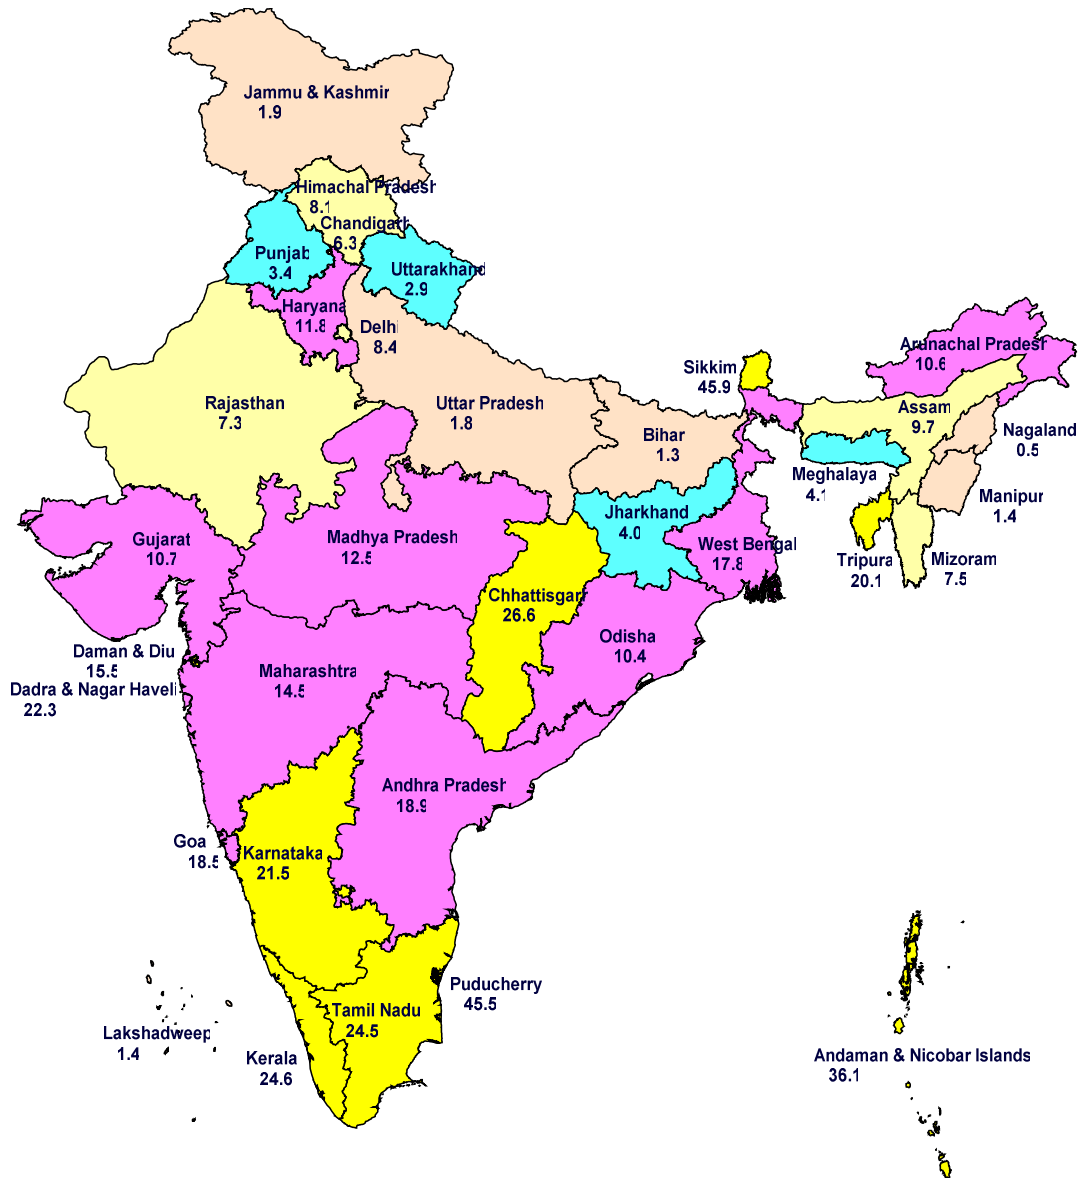 Jammu & Kashmir
1.9
Himachal Pradesh
8.1
Chandigarh
6.3
Punjab
3.4
Uttarakhand
2.9
Haryana
11.8
Delhi
8.4
Arunachal Pradesh
10.6
Sikkim
45.9
Rajasthan
7.3
Uttar Pradesh
1.8
Assam
9.7
Bihar
1.3
Nagaland
0.5
Meghalaya
4.1
Manipur
1.4
Jharkhand
4.0
Gujarat
10.7
Madhya Pradesh
12.5
West Bengal
17.8
Tripura
20.1
Mizoram
7.5
Chhattisgarh
26.6
Odisha
10.4
Daman & Diu
15.5
Maharashtra
14.5
Dadra & Nagar Haveli
22.3
Andhra Pradesh
18.9
Goa
18.5
Karnataka
21.5
Puducherry
45.5
Tamil Nadu
24.5
Lakshadweep
1.4
Kerala
24.6
Andaman & Nicobar Islands
36.1